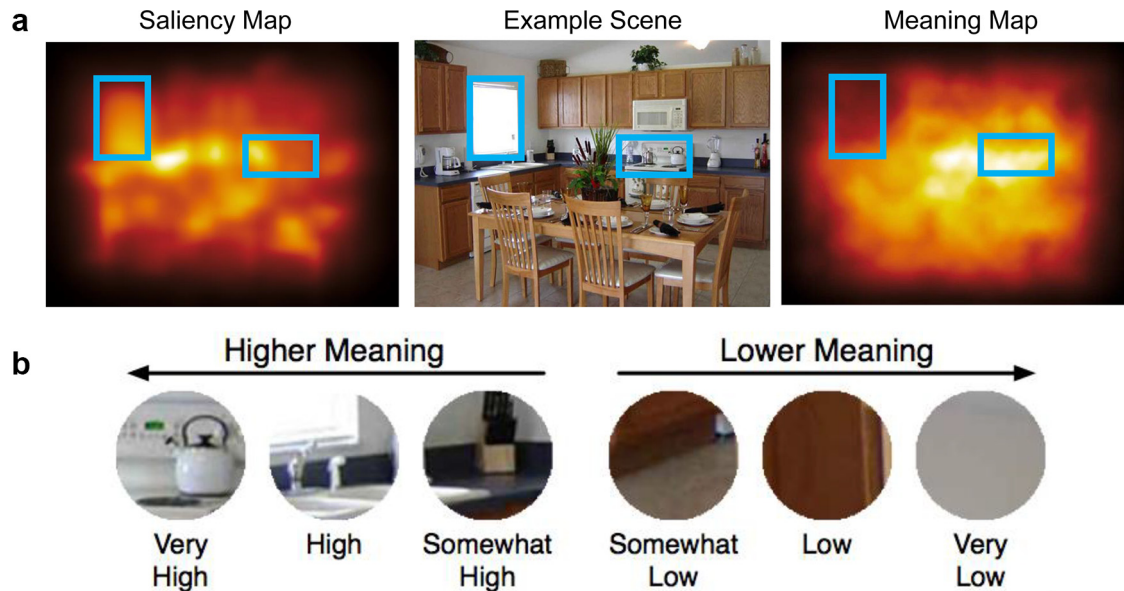 a
Saliency Map
Example Scene
Meaning Map
b
Higher Meaning
Lower Meaning
Very
High
High
Somewhat
High
Somewhat
Low
Low
Very
Low